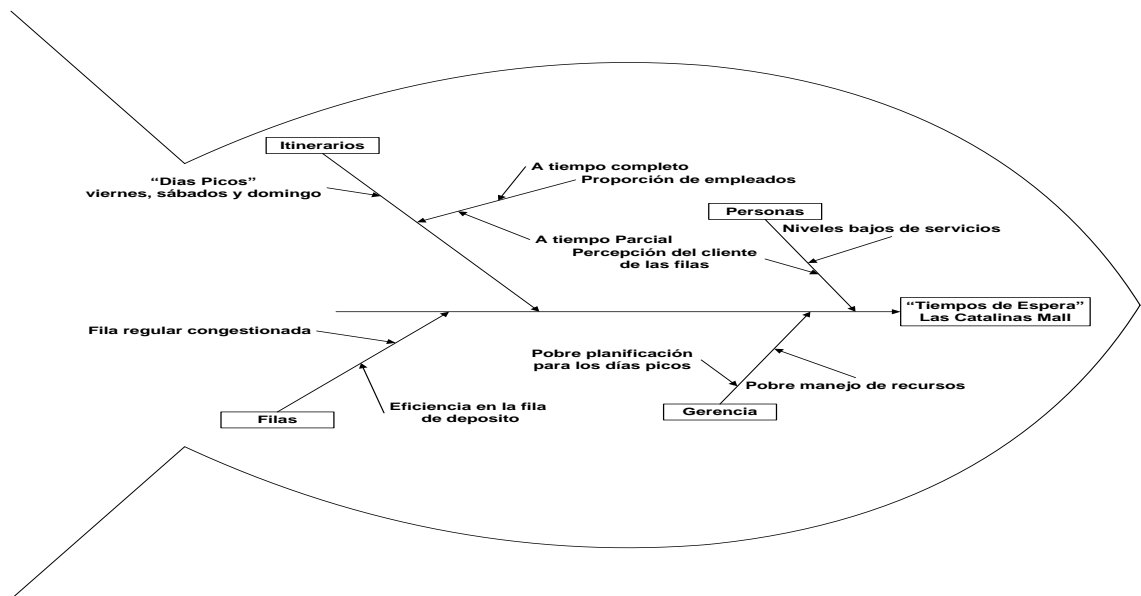 Itinerarios
“Dias Picos”
viernes, sábados y domingo
A tiempo completo
Proporción de empleados
A tiempo Parcial
Personas
Niveles bajos de servicios
Percepción del cliente
de las filas
“Tiempos de Espera”
Las Catalinas Mall
Fila regular congestionada
Eficiencia en la fila
de deposito
Filas
Pobre planificación
para los días picos
Pobre manejo de recursos
Gerencia